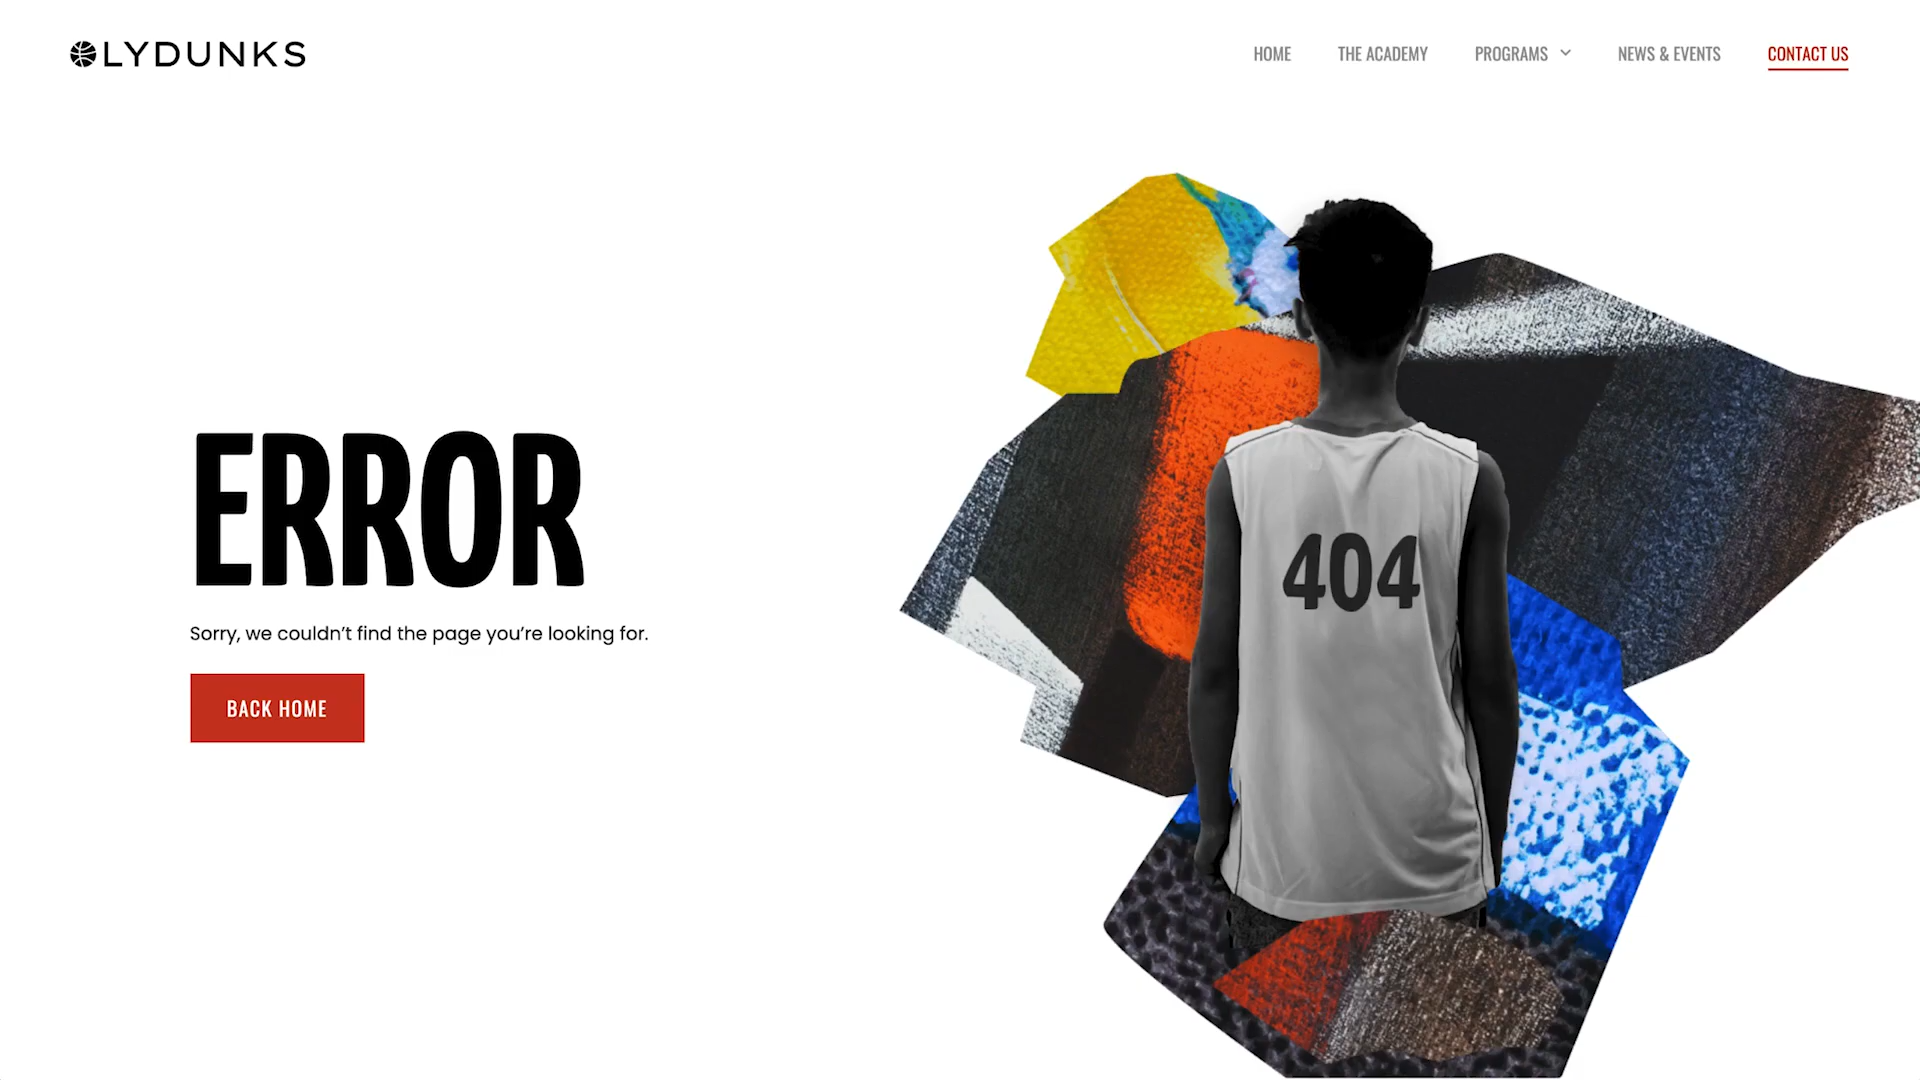 OLYDUNKS
HOME
THE ACADEMY
PROGRAMS
NEWS & EVENTS
CONTACT US
ERROR
404
Sorry, we couldn’t find the page you’re looking for.
BACK HOME